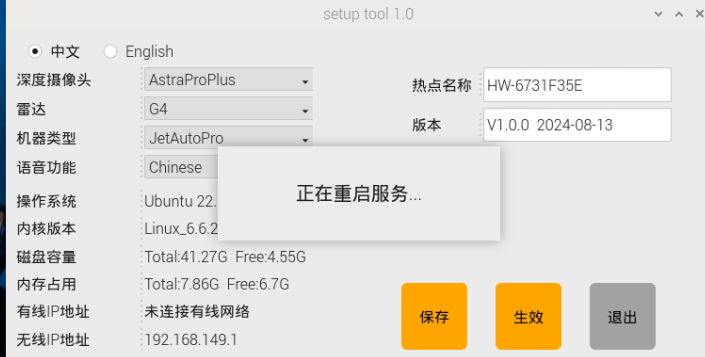 setup tool 1.0
中文 English
深度摄像头 AstraProPlus 热点名称 HW-6731F35E
雷达 G4 版本 V1.0.0 2024-08-13
机器类型 JetAutoPro
语音功能 Chinese
正在重启服务...
操作系统 Ubuntu 22.
内核版本 Linux_6.6.2
磁盘容量 Total:41.27G Free:4.55G
内存占用 Total:7.86G Free:6.7G
有线IP地址 未连接有线网络
无线IP地址 192.168.149.1
保存 生效 退出